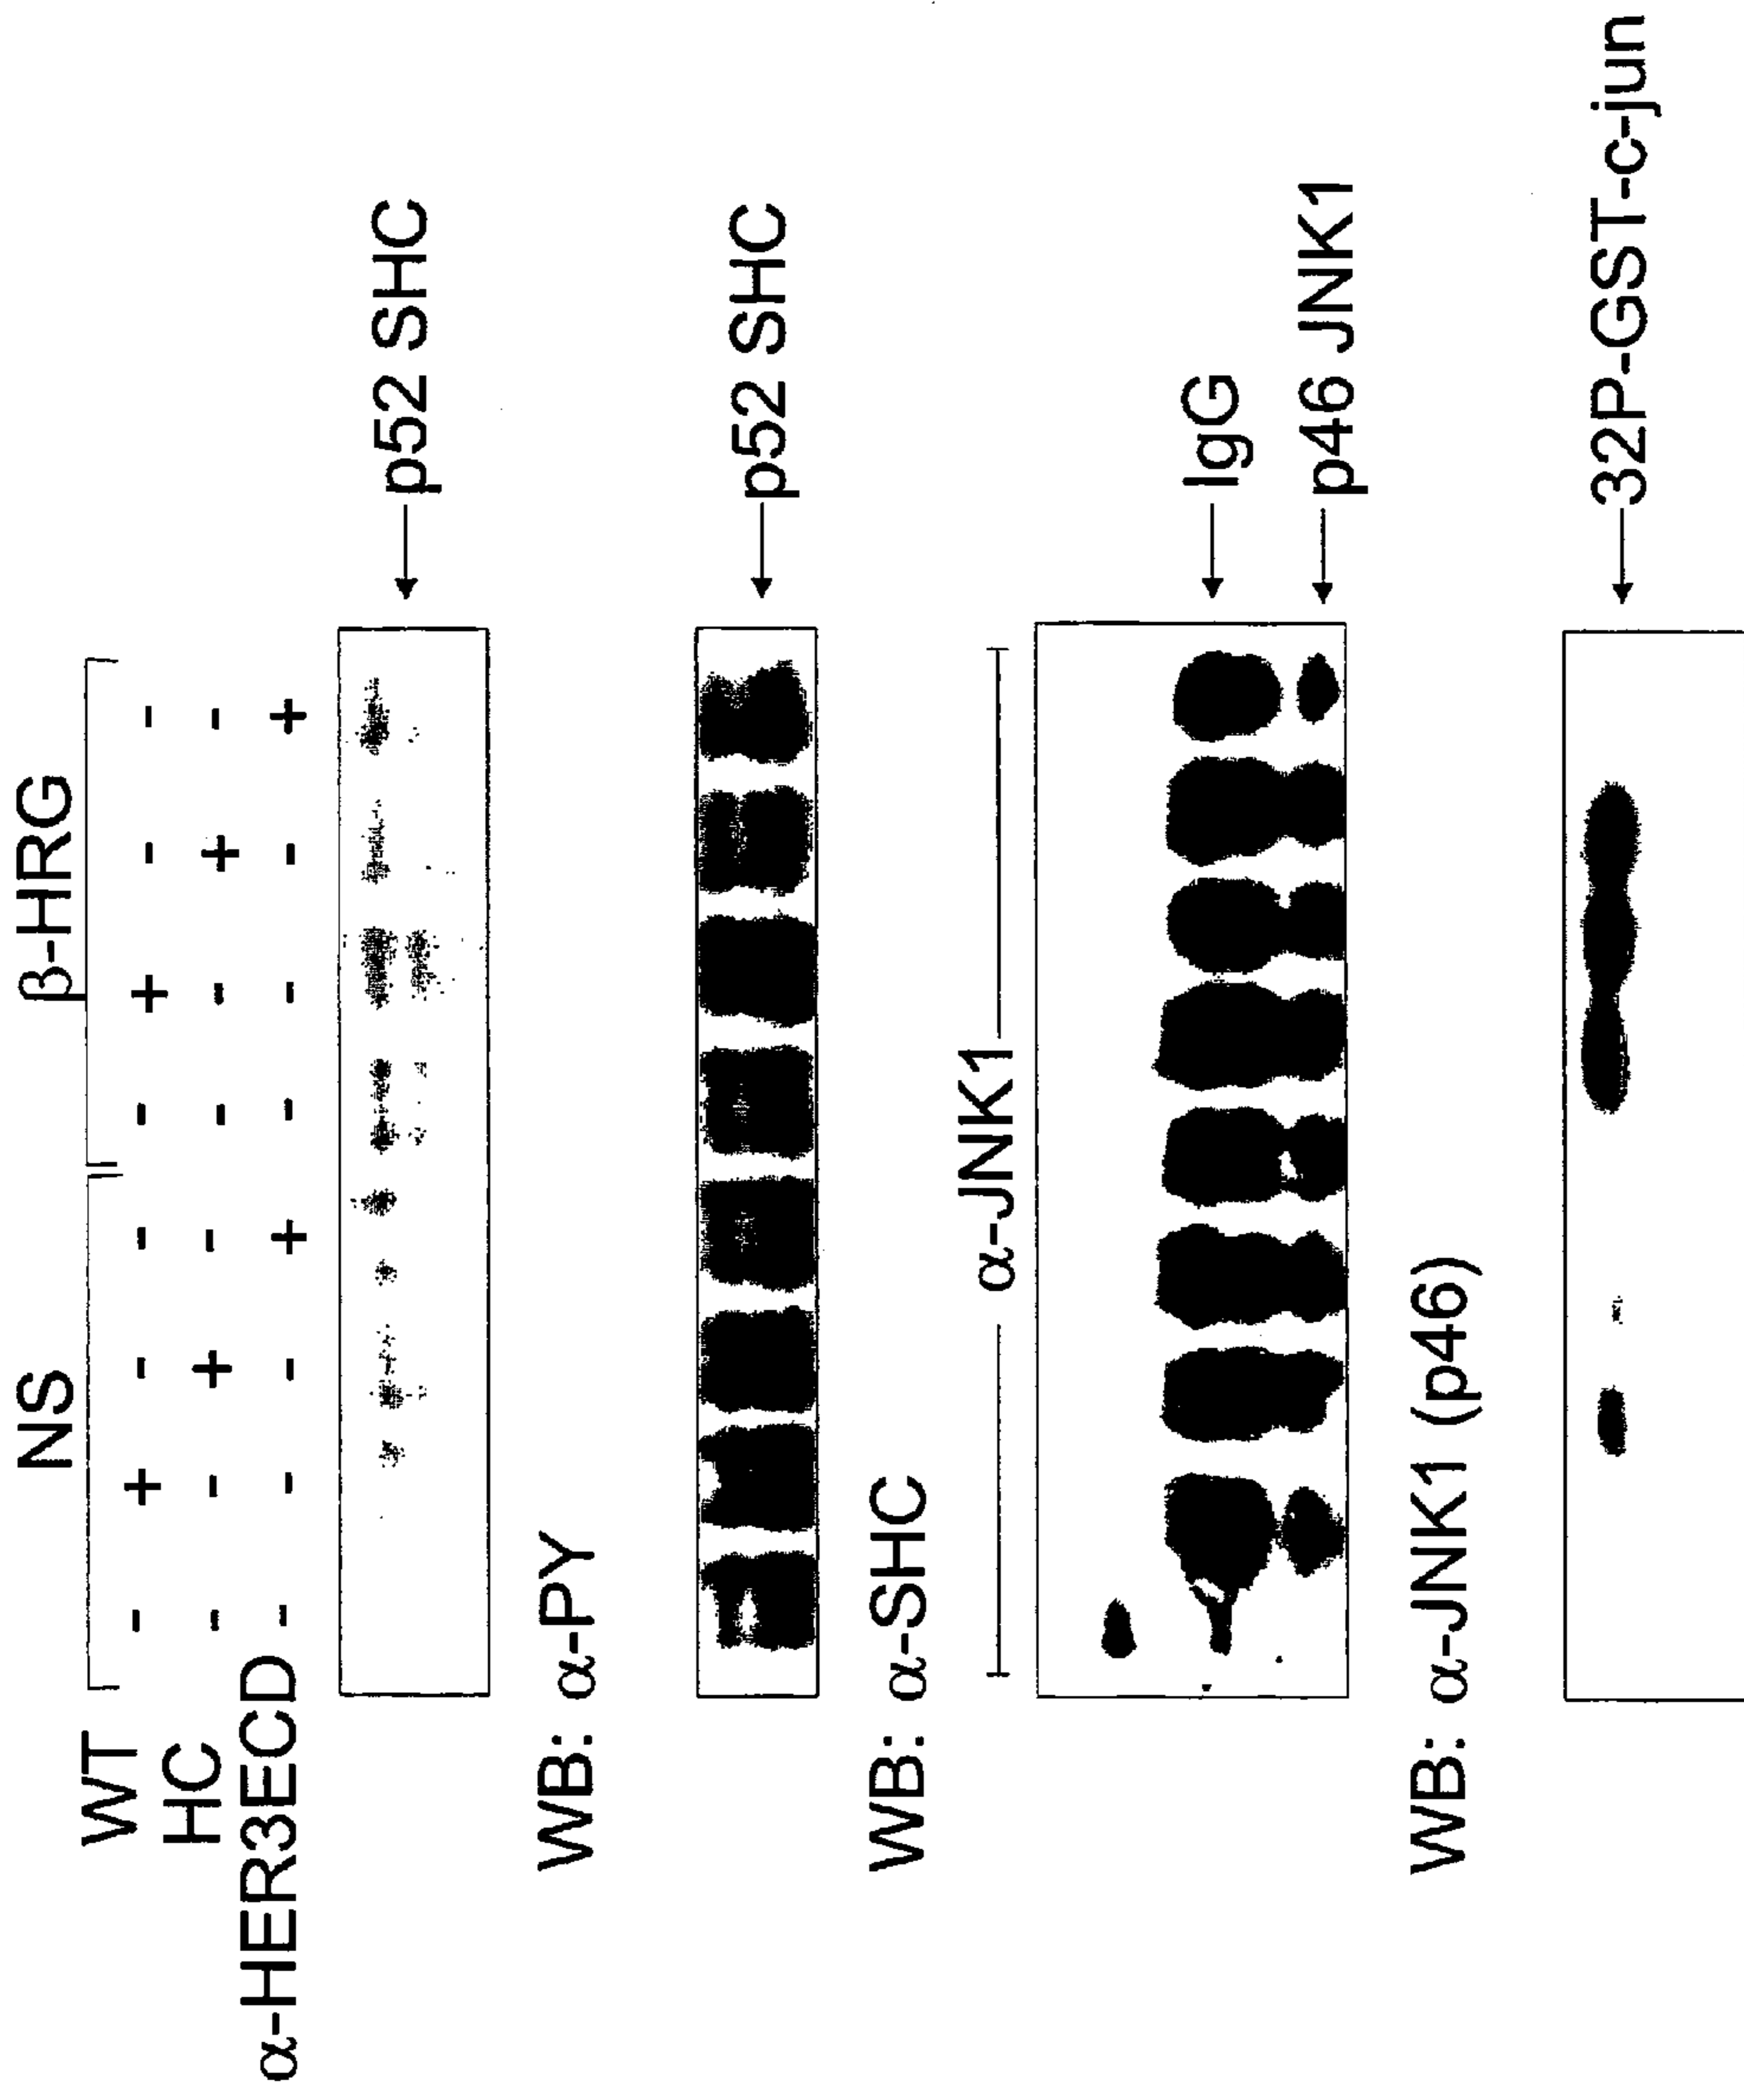 NS β-HRG
WT - + - - - + - -
HC - - + - - - + -
α-HER3ECD - - - + - - - +
p52 SHC
WB: α-PY
p52 SHC
WB: α-SHC
α-JNK1
IgG
p46 JNK1
WB: α-JNK1 (p46)
32P-GST-c-jun